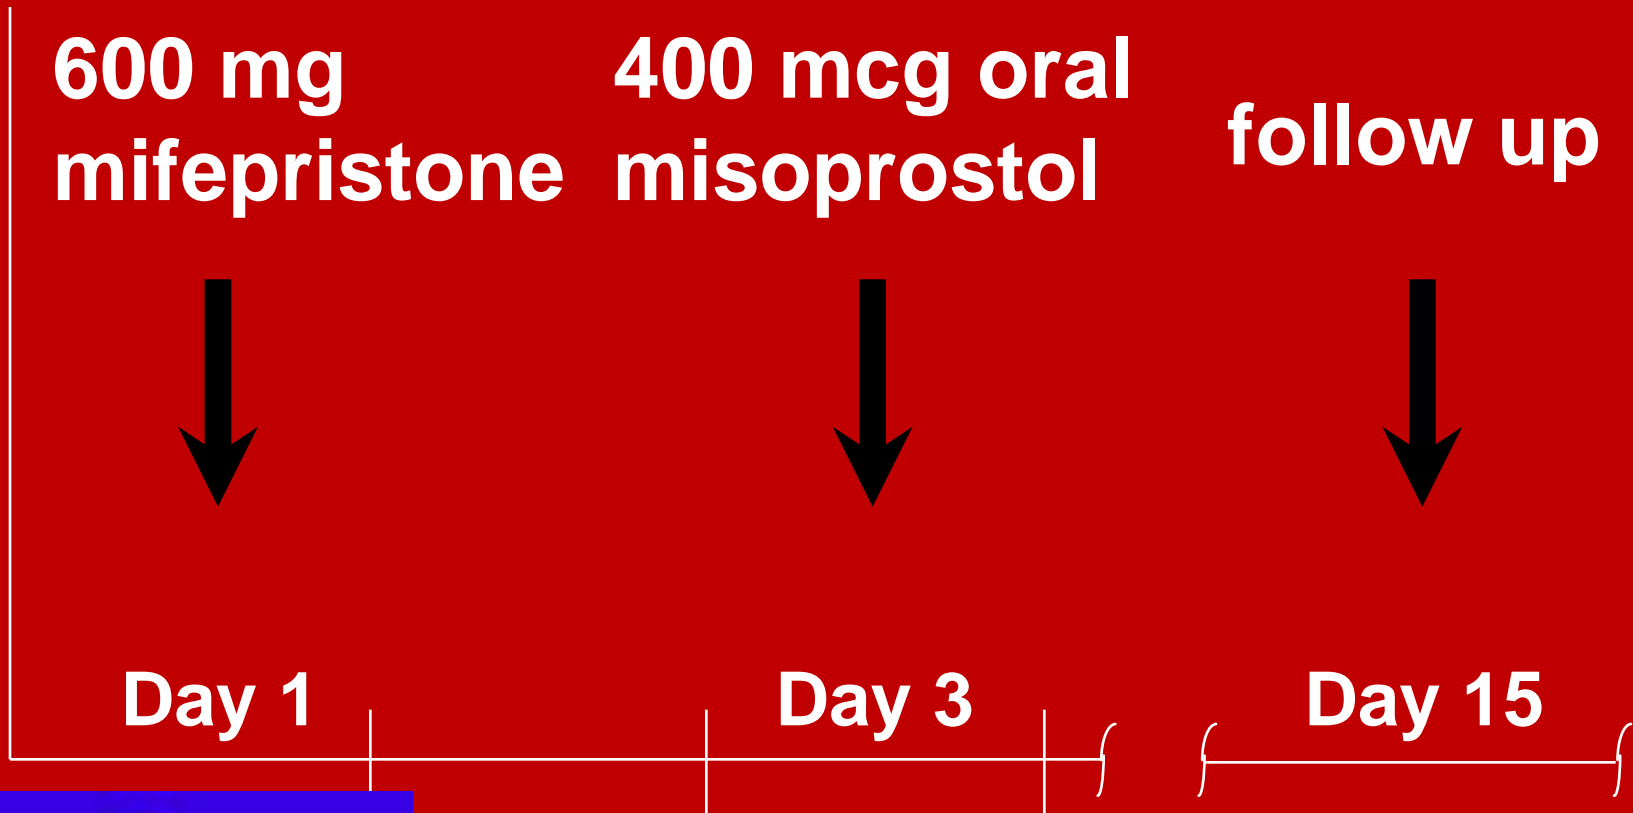 600 mg
mifepristone
400 mcg oral
misoprostol
follow up
Day 1
Day 3
Day 15